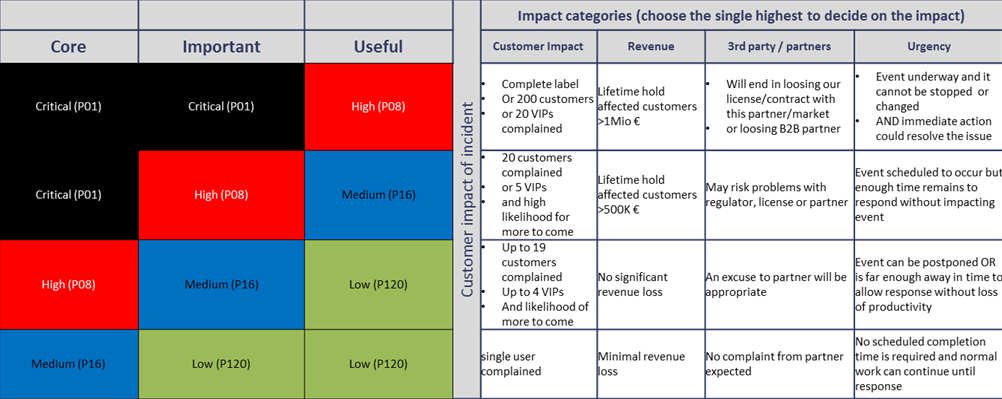 Impact categories (choose the single highest to decide on the impact)
Core
Important
Useful
Customer impact of incident
Customer Impact
Revenue
3rd party / partners
Urgency
Critical (P01)
Critical (P01)
High (P08)
• Complete label
• Or 200 customers
• or 20 VIPs
complained
Lifetime hold
affected customers
>1Mio €
• Will end in loosing our
license/contract with
this partner/market
• or loosing B2B partner
• Event underway and it
cannot be stopped or
changed
• AND immediate action
could resolve the issue
Critical (P01)
High (P08)
Medium (P16)
• 20 customers
complained
• or 5 VIPs
• and high
likelihood for
more to come
Lifetime hold
affected customers
>500K €
May risk problems with
regulator, license or partner
Event scheduled to occur but
enough time remains to
respond without impacting
event
High (P08)
Medium (P16)
Low (P120)
• Up to 19
customers
complained
• Up to 4 VIPs
• And likelihood of
more to come
No significant
revenue loss
An excuse to partner will be
appropriate
Event can be postponed OR
is far enough away in time to
allow response without loss
of productivity
Medium (P16)
Low (P120)
Low (P120)
single user
complained
Minimal revenue
loss
No complaint from partner
expected
No scheduled completion
time is required and normal
work can continue until
response